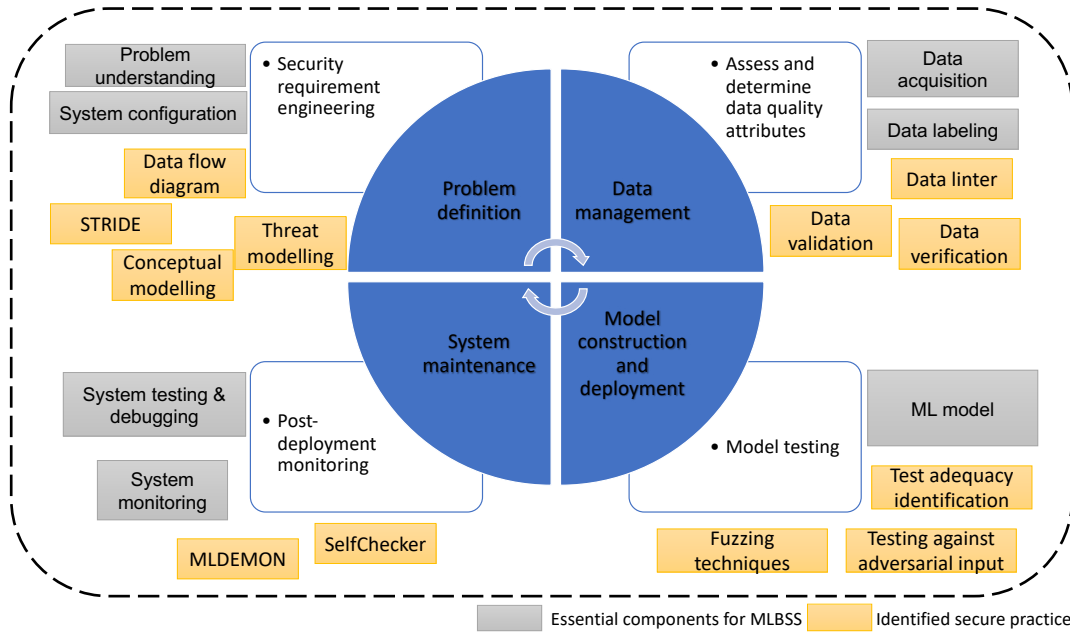 Problem
understanding
System configuration
• Security
requirement
engineering
Data flow
diagram
STRIDE
Threat
modelling
Conceptual
modelling
Problem
definition
Data
management
• Assess and
determine
data quality
attributes
Data
acquisition
Data labeling
Data linter
Data
validation
Data
verification
System
maintenance
Model
construction
and
deployment
System testing &
debugging
• Post-
deployment
monitoring
System
monitoring
MLDEMON
SelfChecker
• Model testing
ML model
Test adequacy
identification
Fuzzing
techniques
Testing against
adversarial input
Essential components for MLBSS
Identified secure practice